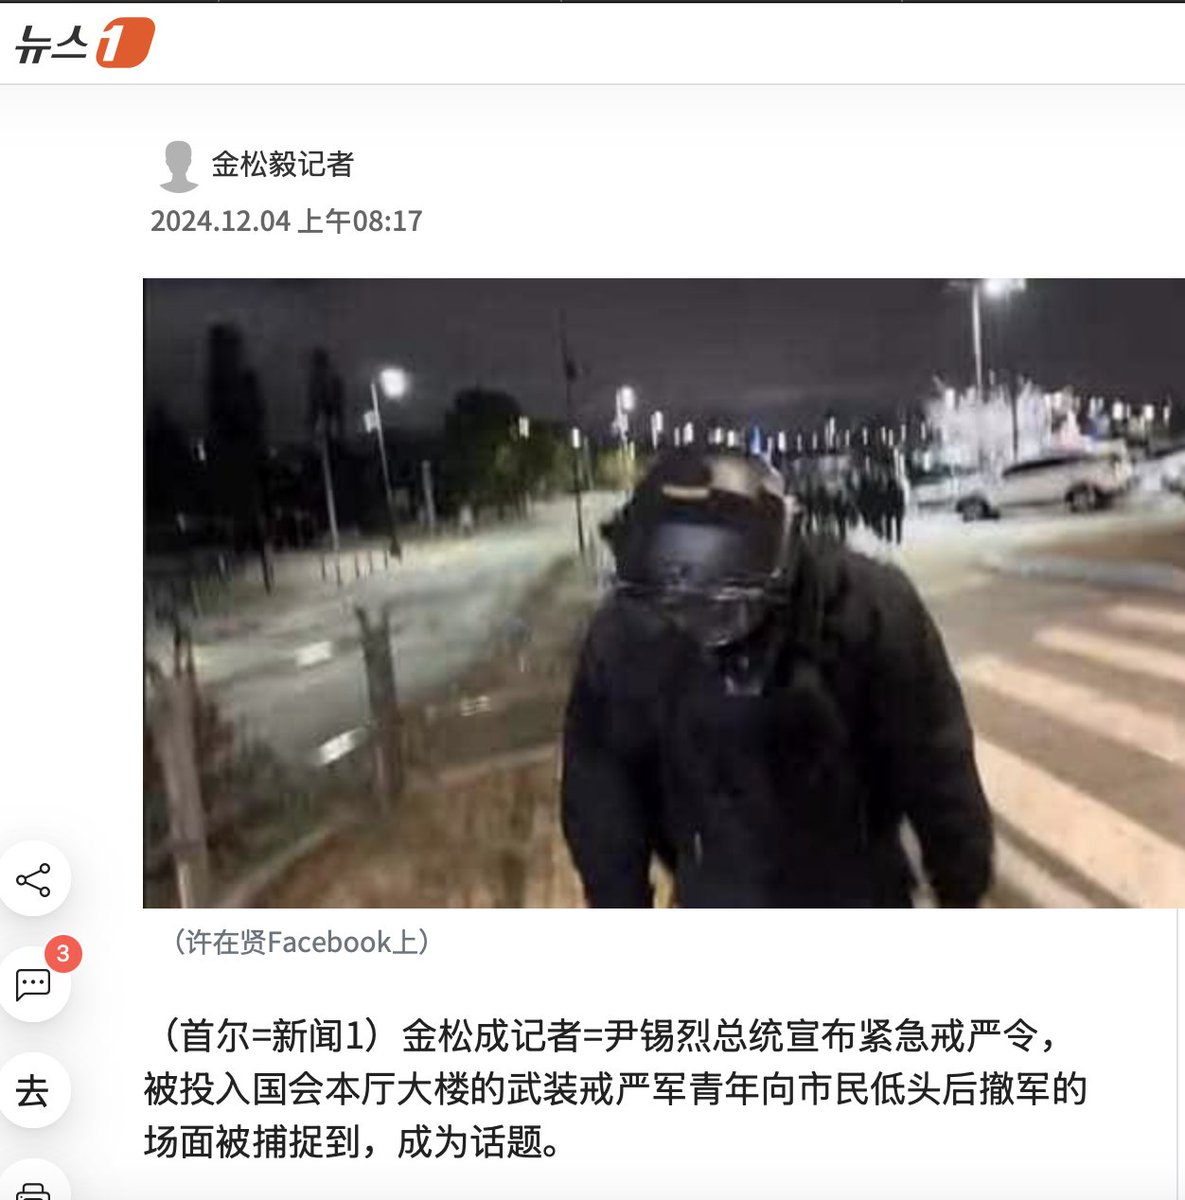 뉴스1
金松毅记者
2024.12.04 上午08:17
（许在贤Facebook上）
3
（首尔=新闻1）金松成记者=尹锡烈总统宣布紧急戒严令，
被投入国会本厅大楼的武装戒严军青年向市民低头后撤军的
场面被捕捉到，成为话题。
去